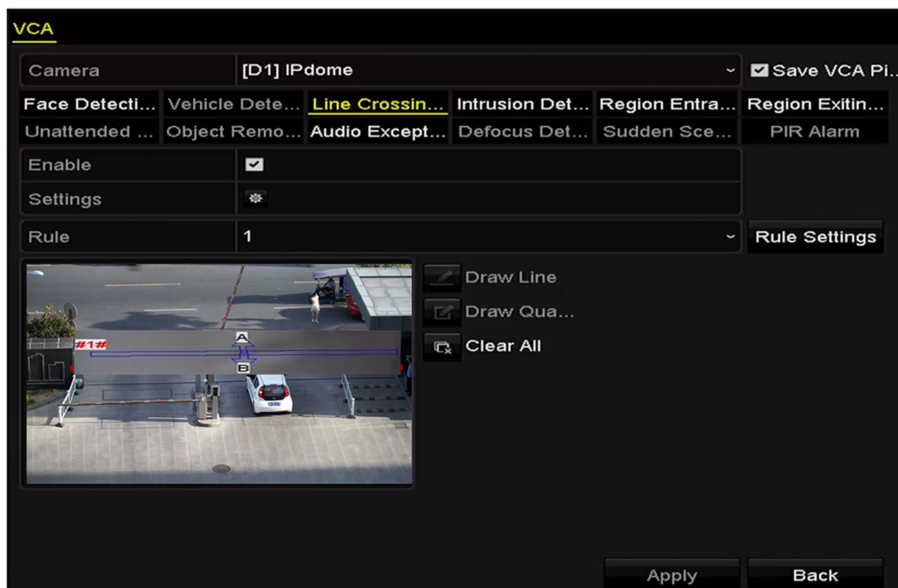 VCA
Camera [D1] IPdome Save VCA Pi..
Face Detecti... Vehicle Dete... Line Crossin... Intrusion Det... Region Entra... Region Exitin...
Unattended ... Object Remo... Audio Except... Defocus Det... Sudden Sce... PIR Alarm
Enable
Settings
Rule 1 Rule Settings
Draw Line
Draw Qua...
Clear All
#1#
A
B
Apply Back